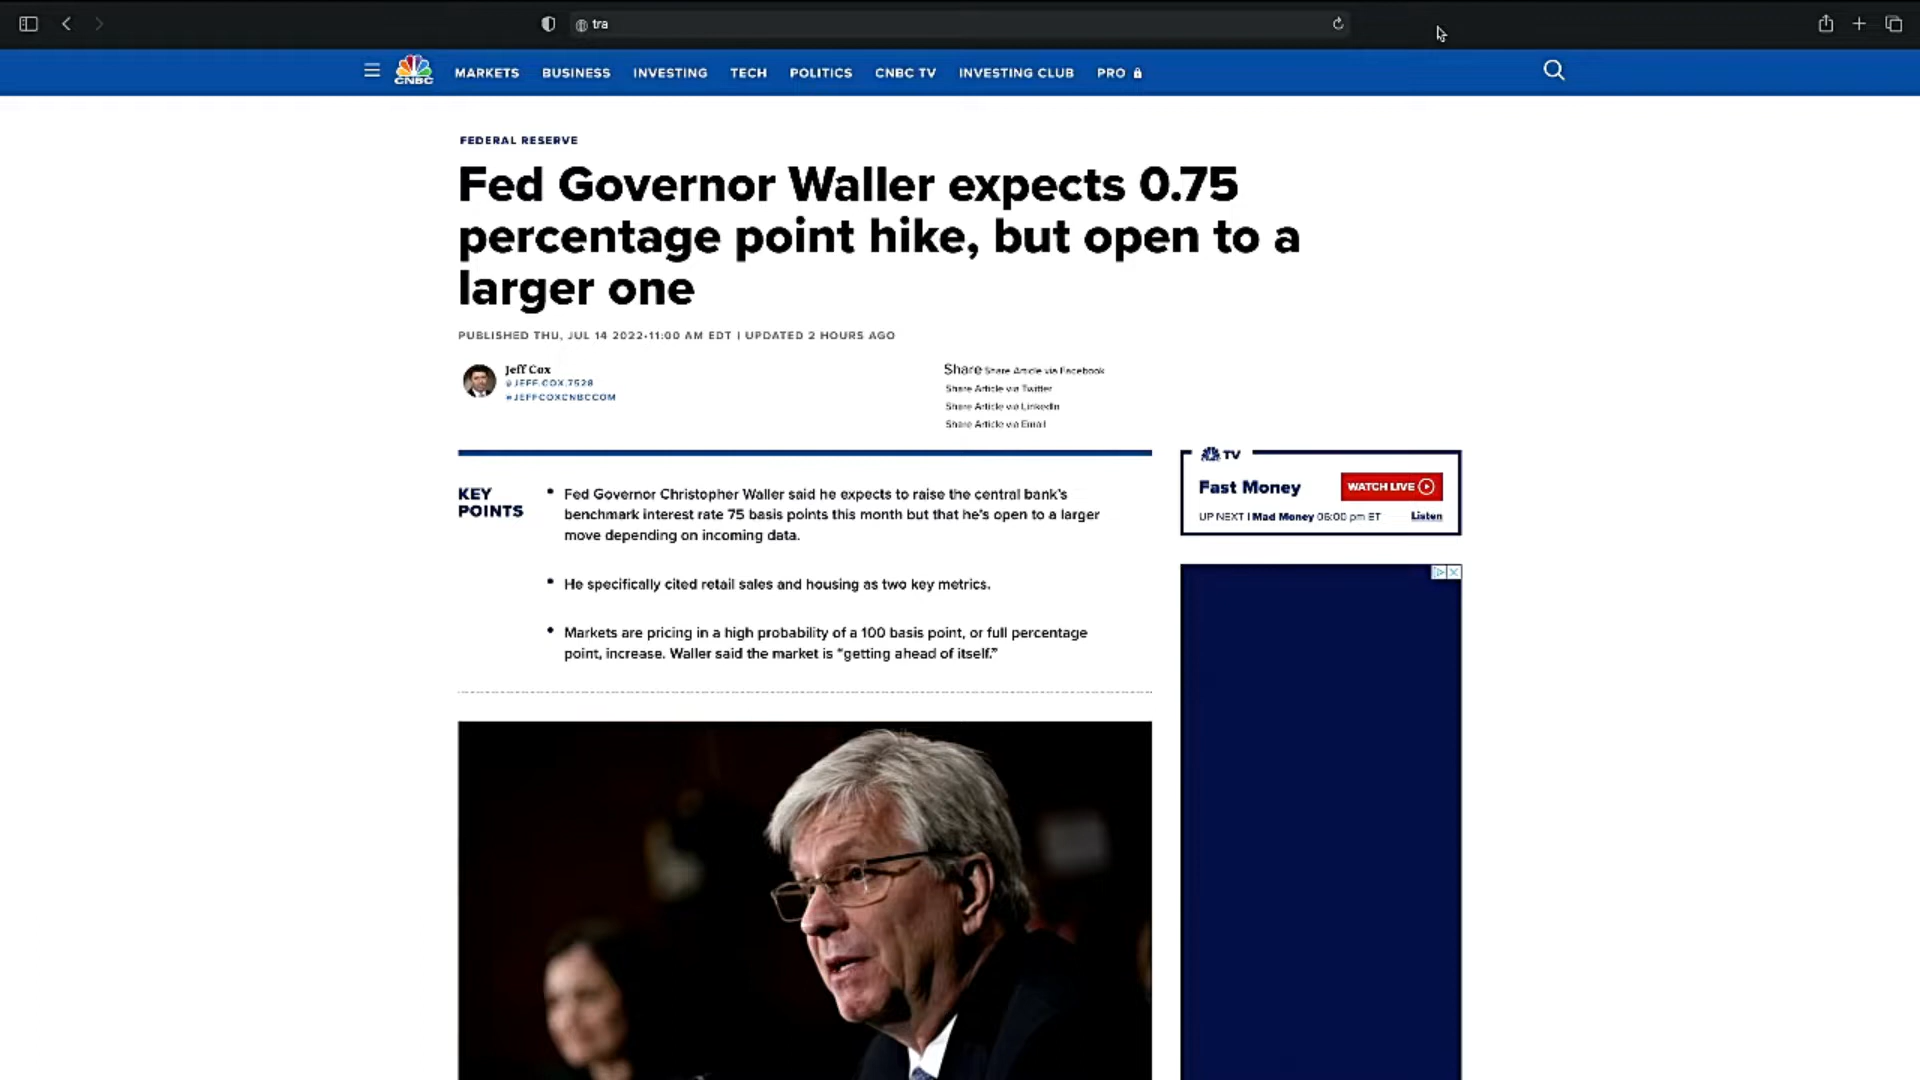 tra
CNBC
MARKETS BUSINESS INVESTING TECH POLITICS CNBC TV INVESTING CLUB PRO
FEDERAL RESERVE
Fed Governor Waller expects 0.75
percentage point hike, but open to a
larger one
PUBLISHED THU, JUL 14 2022•11:00 AM EDT | UPDATED 2 HOURS AGO
Jeff Cox
@JEFF.COX.7528
@JEFFCOXCNBCCOM
Share Share Article via Facebook
Share Article via Twitter
Share Article via LinkedIn
Share Article via Email
KEY
POINTS
• Fed Governor Christopher Waller said he expects to raise the central bank's
benchmark interest rate 75 basis points this month but that he's open to a larger
move depending on incoming data.
• He specifically cited retail sales and housing as two key metrics.
• Markets are pricing in a high probability of a 100 basis point, or full percentage
point, increase. Waller said the market is “getting ahead of itself.”
TV
Fast Money
WATCH LIVE
UP NEXT | Mad Money 06:00 pm ET Listen